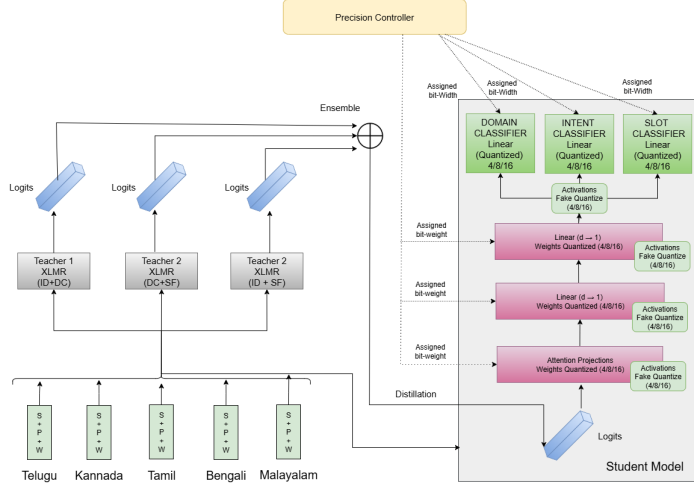 Precision Controller
Assigned
bit-Width
Assigned
bit-Width
Assigned
bit-Width
Ensemble
DOMAIN
CLASSIFIER
Linear
(Quantized)
4/8/16
INTENT
CLASSIFIER
Linear
(Quantized)
4/8/16
SLOT
CLASSIFIER
Linear
(Quantized)
4/8/16
Logits
Logits
Logits
Activations
Fake Quantize
(4/8/16)
Assigned
bit-weight
Linear (d → 1)
Weights Quantized (4/8/16)
Activations
Fake Quantize
(4/8/16)
Teacher 1
XLMR
(ID+DC)
Teacher 2
XLMR
(DC+SF)
Teacher 2
XLMR
(ID + SF)
Assigned
bit-weight
Linear (d → 1)
Weights Quantized (4/8/16)
Activations
Fake Quantize
(4/8/16)
Assigned
bit-weight
Attention Projections
Weights Quantized (4/8/16)
Activations
Fake Quantize
(4/8/16)
Distillation
S
+
P
+
W
S
+
P
+
W
S
+
P
+
W
S
+
P
+
W
S
+
P
+
W
Logits
Telugu
Kannada
Tamil
Bengali
Malayalam
Student Model